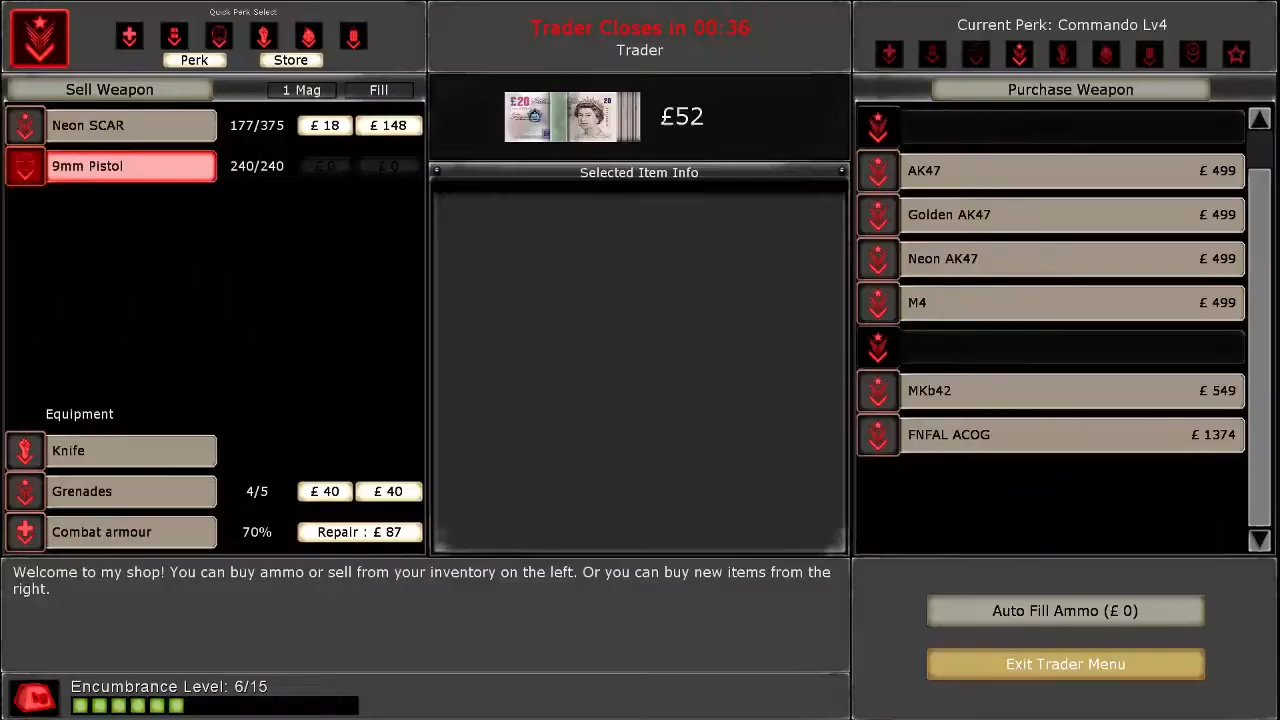 Quick Perk Select
Perk
Store
Trader Closes in 00:36
Trader
Current Perk: Commando Lv4
Sell Weapon
1 Mag
Fill
Neon SCAR
177/375
£ 18
£ 148
9mm Pistol
240/240
£ 0
£ 0
Equipment
Knife
Grenades
4/5
£ 40
£ 40
Combat armour
70%
Repair : £ 87
£20
20
£52
Selected Item Info
Purchase Weapon
AK47
£ 499
Golden AK47
£ 499
Neon AK47
£ 499
M4
£ 499
MKb42
£ 549
FNFAL ACOG
£ 1374
Welcome to my shop! You can buy ammo or sell from your inventory on the left. Or you can buy new items from the
right.
Auto Fill Ammo (£ 0)
Exit Trader Menu
Encumbrance Level: 6/15